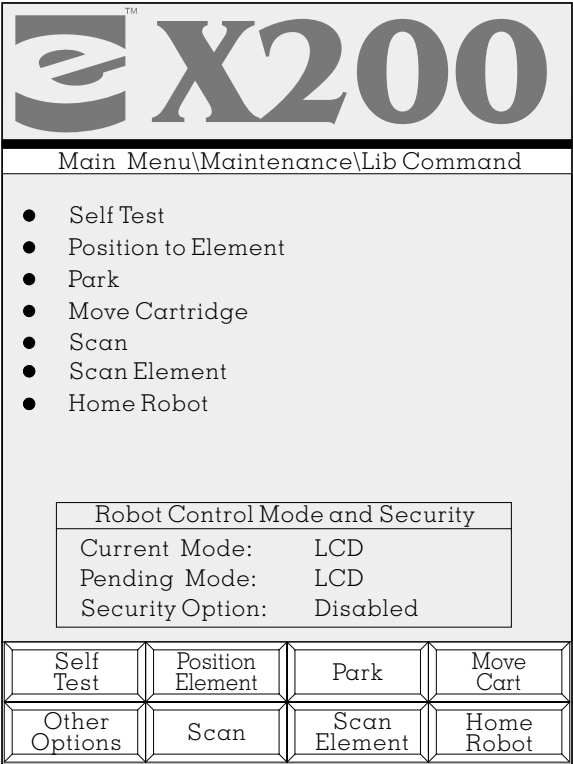 TM
e X200
Main Menu\Maintenance\Lib Command
● Self Test
● Position to Element
● Park
● Move Cartridge
● Scan
● Scan Element
● Home Robot
Robot Control Mode and Security
Current Mode: LCD
Pending Mode: LCD
Security Option: Disabled
Self Test
Position Element
Park
Move Cart
Other Options
Scan
Scan Element
Home Robot